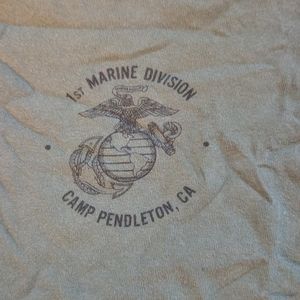 1ST MARINE DIVISION
CAMP PENDLETON, CA